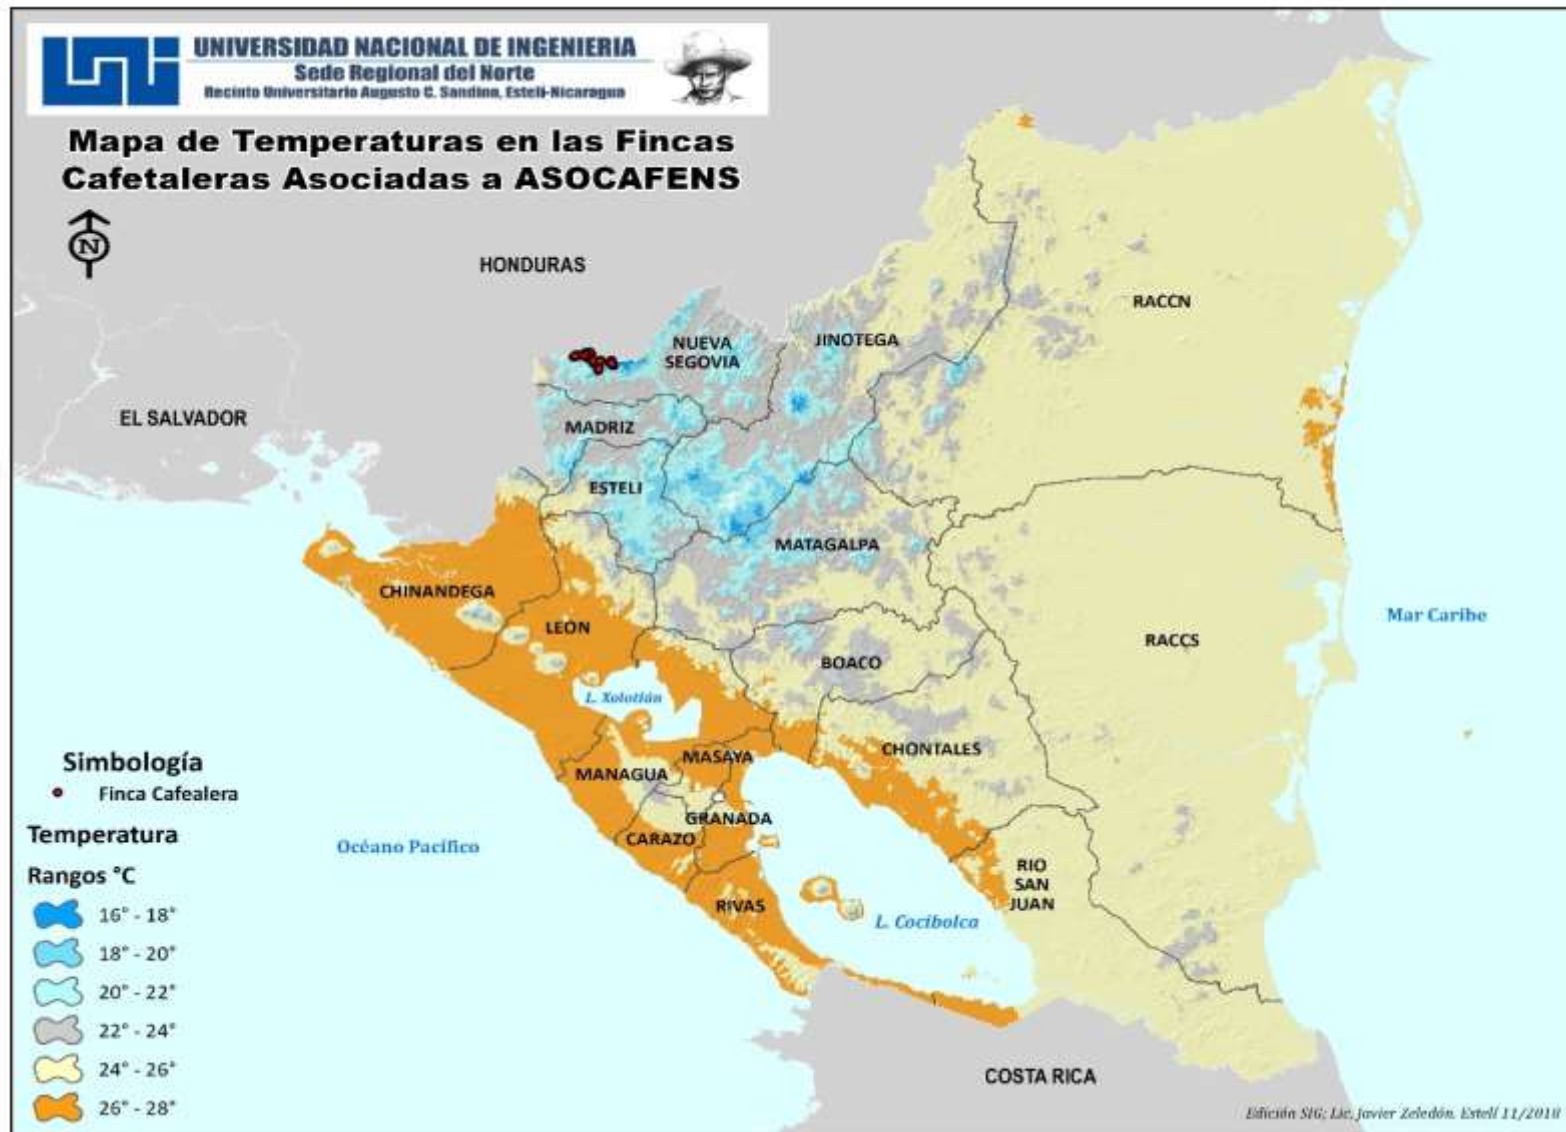 UNIVERSIDAD NACIONAL DE INGENIERIA
Sede Regional del Norte
Recinto Universitario Augusto C. Sandino, Estelí-Nicaragua
Mapa de Temperaturas en las Fincas
Cafetaleras Asociadas a ASOCAFENS
N
HONDURAS
RACCN
NUEVA
SEGOVIA
JINOTEGA
EL SALVADOR
MADRIZ
ESTELI
MATAGALPA
CHINANDEGA
LEON
Mar Caribe
RACCS
BOACO
L. Xolotlán
CHONTALES
MASAYA
MANAGUA
GRANADA
CARAZO
Océano Pacífico
RIO
SAN
JUAN
RIVAS
L. Cocibolca
COSTA RICA
Simbología
Finca Cafealera
Temperatura
Rangos °C
16° - 18°
18° - 20°
20° - 22°
22° - 24°
24° - 26°
26° - 28°
Edición SIG; Lic. Javier Zeledón. Estelí 11/2018